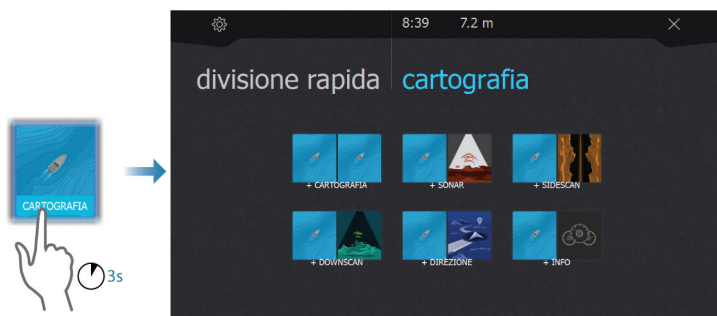 8:39 7.2 m
divisione rapida cartografia
+ CARTOGRAFIA + SONAR + SIDESCAN
CARTOGRAFIA
+ DOWNSCAN + DIREZIONE + INFO
3s